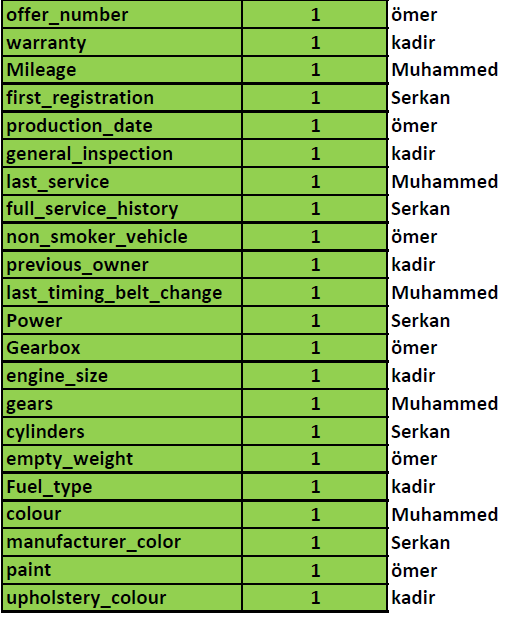 offer_number 1 ömer
warranty 1 kadir
Mileage 1 Muhammed
first_registration 1 Serkan
production_date 1 ömer
general_inspection 1 kadir
last_service 1 Muhammed
full_service_history 1 Serkan
non_smoker_vehicle 1 ömer
previous_owner 1 kadir
last_timing_belt_change 1 Muhammed
Power 1 Serkan
Gearbox 1 ömer
engine_size 1 kadir
gears 1 Muhammed
cylinders 1 Serkan
empty_weight 1 ömer
Fuel_type 1 kadir
colour 1 Muhammed
manufacturer_color 1 Serkan
paint 1 ömer
upholstery_colour 1 kadir